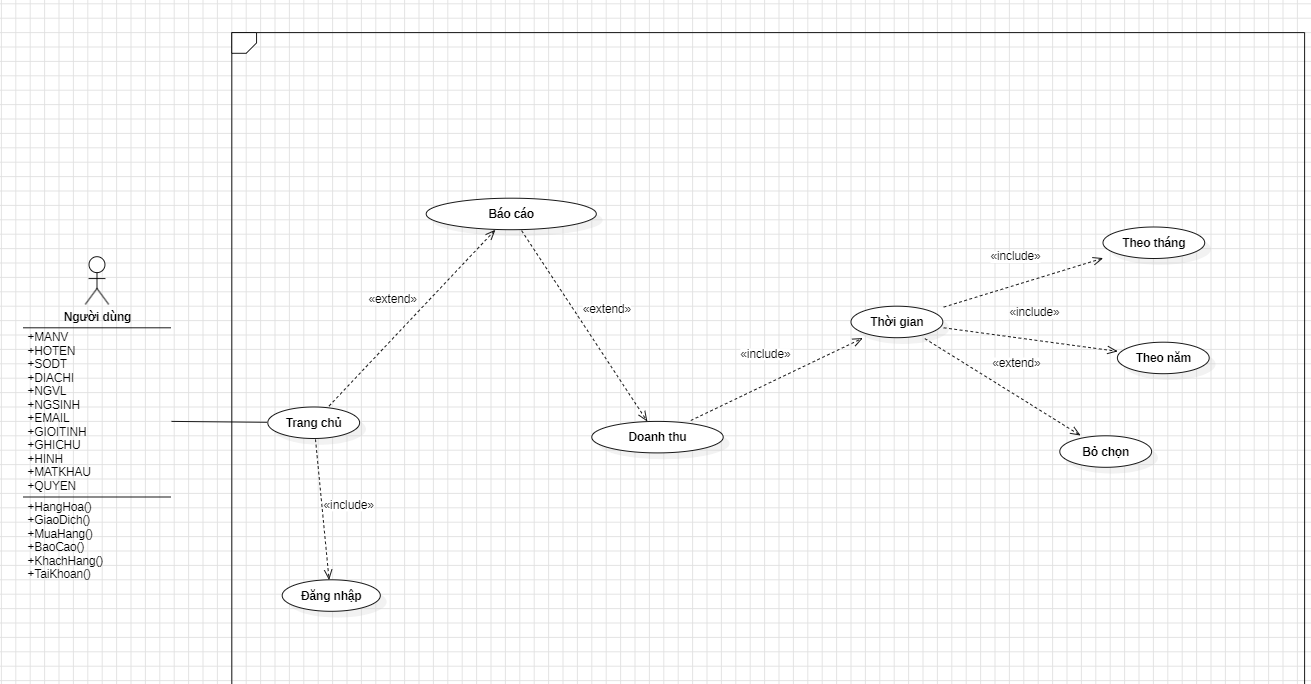 Người dùng
+MANV
+HOTEN
+SODT
+DIACHI
+NGVL
+NGSINH
+EMAIL
+GIOITINH
+GHICHU
+HINH
+MATKHAU
+QUYEN
+HangHoa()
+GiaoDich()
+MuaHang()
+BaoCao()
+KhachHang()
+TaiKhoan()
Trang chủ
«include»
Đăng nhập
«extend»
Báo cáo
«extend»
Doanh thu
«include»
Thời gian
«include»
Theo tháng
«include»
Theo năm
«extend»
Bỏ chọn